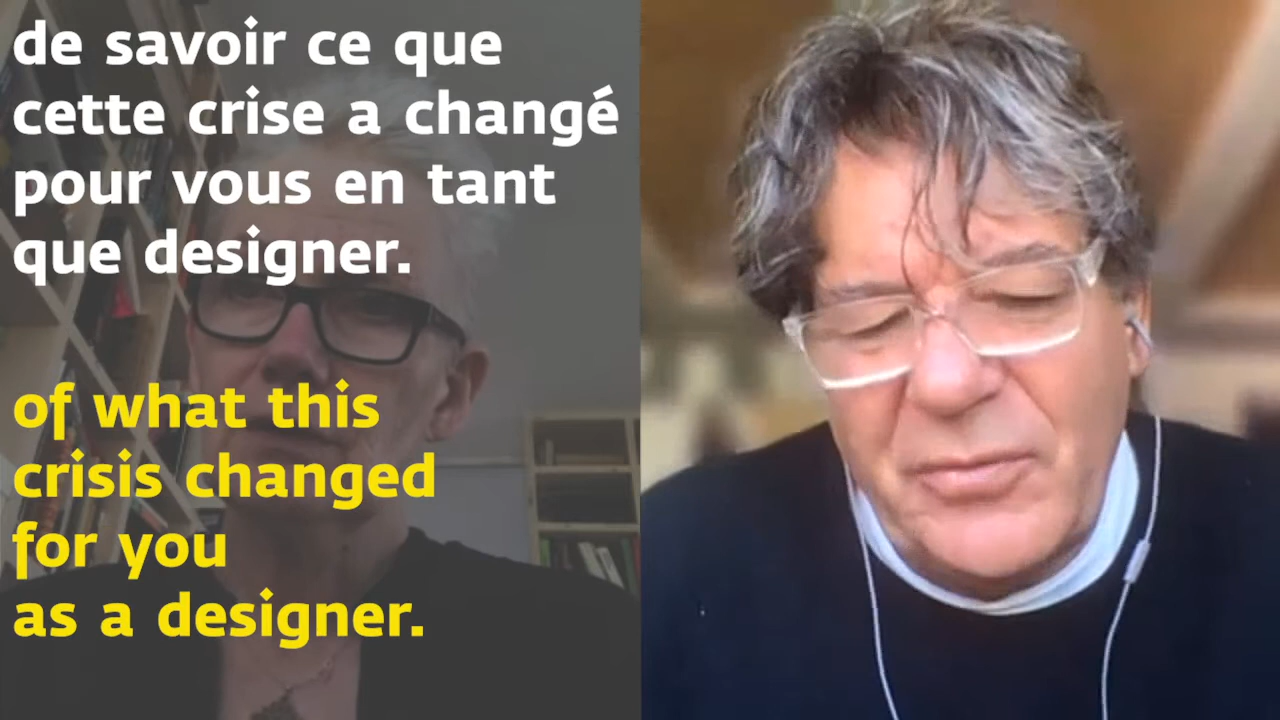 de savoir ce que
cette crise a changé
pour vous en tant
que designer.
of what this
crisis changed
for you
as a designer.